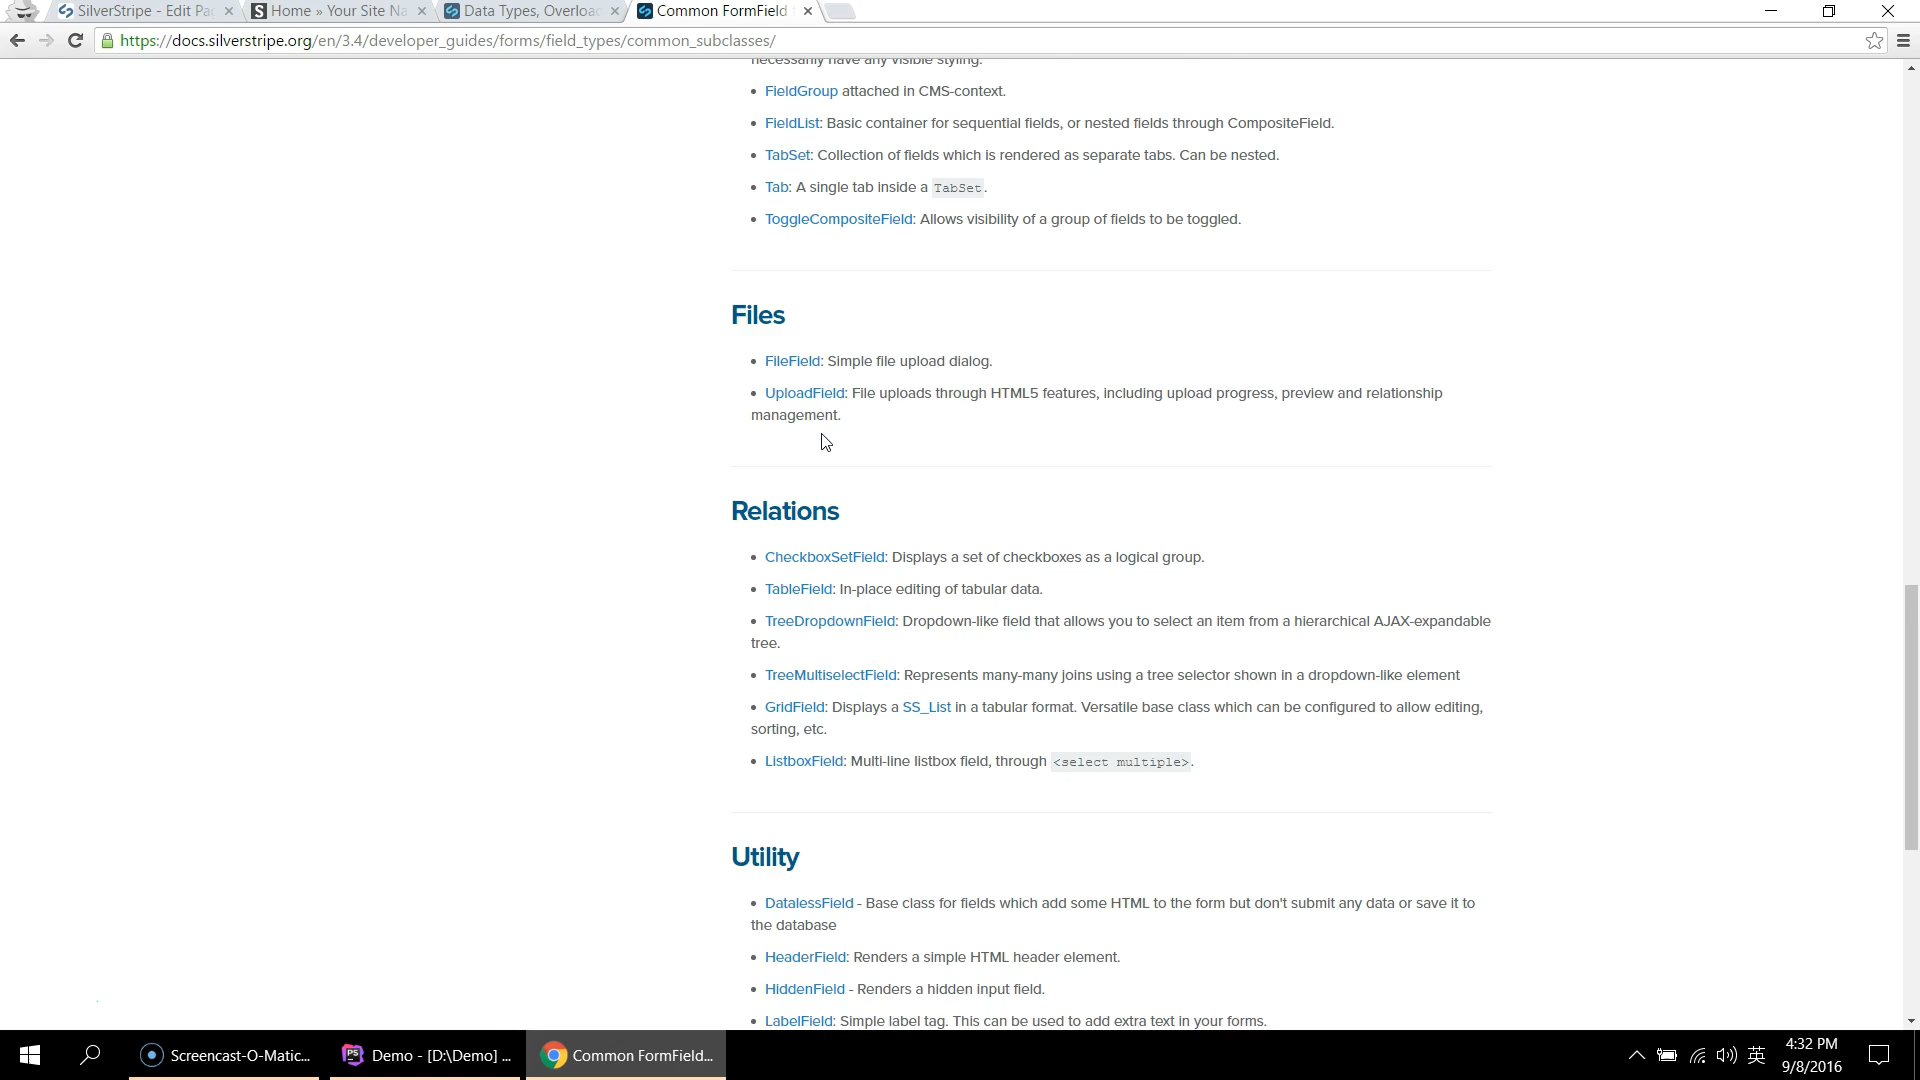 SilverStripe - Edit Pa
Home » Your Site Na
Data Types, Overloa
Common FormField
https://docs.silverstripe.org/en/3.4/developer_guides/forms/field_types/common_subclasses/
necessarily have any visible styling.
• FieldGroup attached in CMS-context.
• FieldList: Basic container for sequential fields, or nested fields through CompositeField.
• TabSet: Collection of fields which is rendered as separate tabs. Can be nested.
• Tab: A single tab inside a TabSet.
• ToggleCompositeField: Allows visibility of a group of fields to be toggled.
Files
• FileField: Simple file upload dialog.
• UploadField: File uploads through HTML5 features, including upload progress, preview and relationship
management.
Relations
• CheckboxSetField: Displays a set of checkboxes as a logical group.
• TableField: In-place editing of tabular data.
• TreeDropdownField: Dropdown-like field that allows you to select an item from a hierarchical AJAX-expandable
tree.
• TreeMultiselectField: Represents many-many joins using a tree selector shown in a dropdown-like element
• GridField: Displays a SS_List in a tabular format. Versatile base class which can be configured to allow editing,
sorting, etc.
• ListboxField: Multi-line listbox field, through <select multiple>.
Utility
• DatalessField - Base class for fields which add some HTML to the form but don't submit any data or save it to
the database
• HeaderField: Renders a simple HTML header element.
• HiddenField - Renders a hidden input field.
• LabelField: Simple label tag. This can be used to add extra text in your forms.
Screencast-O-Matic...
PS
Demo - [D:\Demo] ...
Common FormField...
英
4:32 PM
9/8/2016